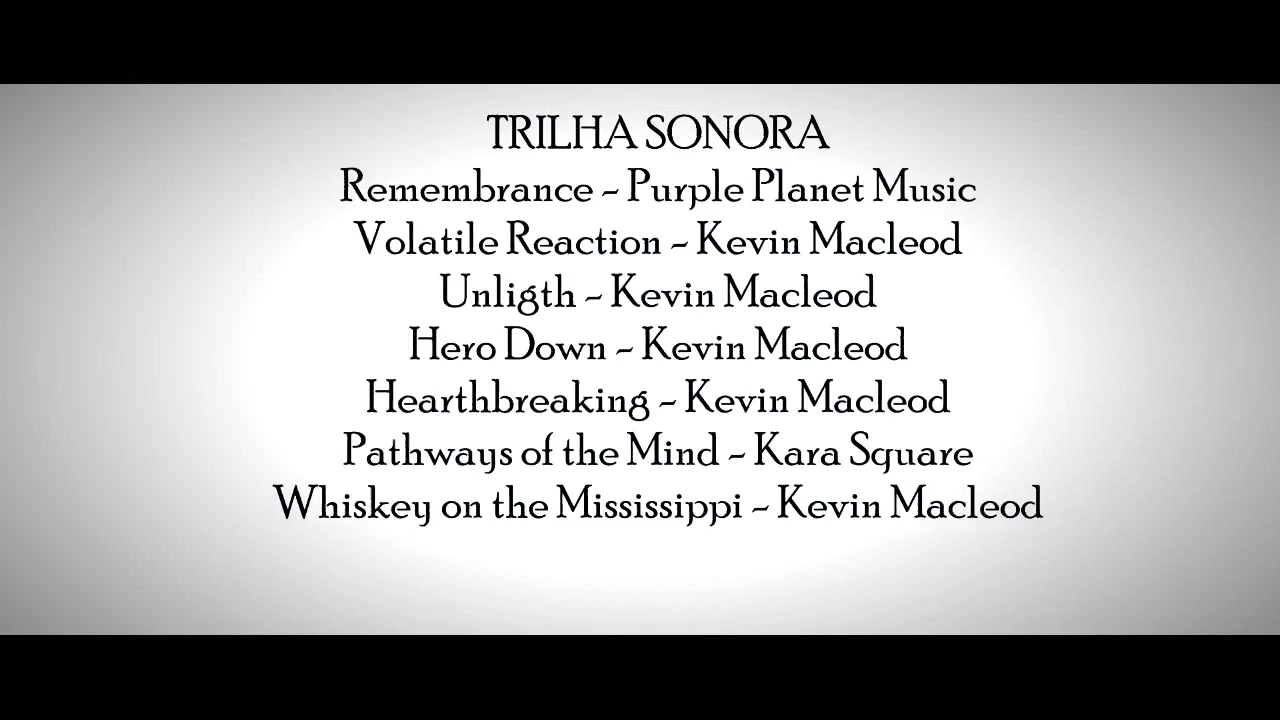 TRILHA SONORA
Remembrance - Purple Planet Music
Volatile Reaction - Kevin Macleod
Unligth - Kevin Macleod
Hero Down - Kevin Macleod
Hearthbreaking - Kevin Macleod
Pathways of the Mind - Kara Square
Whiskey on the Mississippi - Kevin Macleod